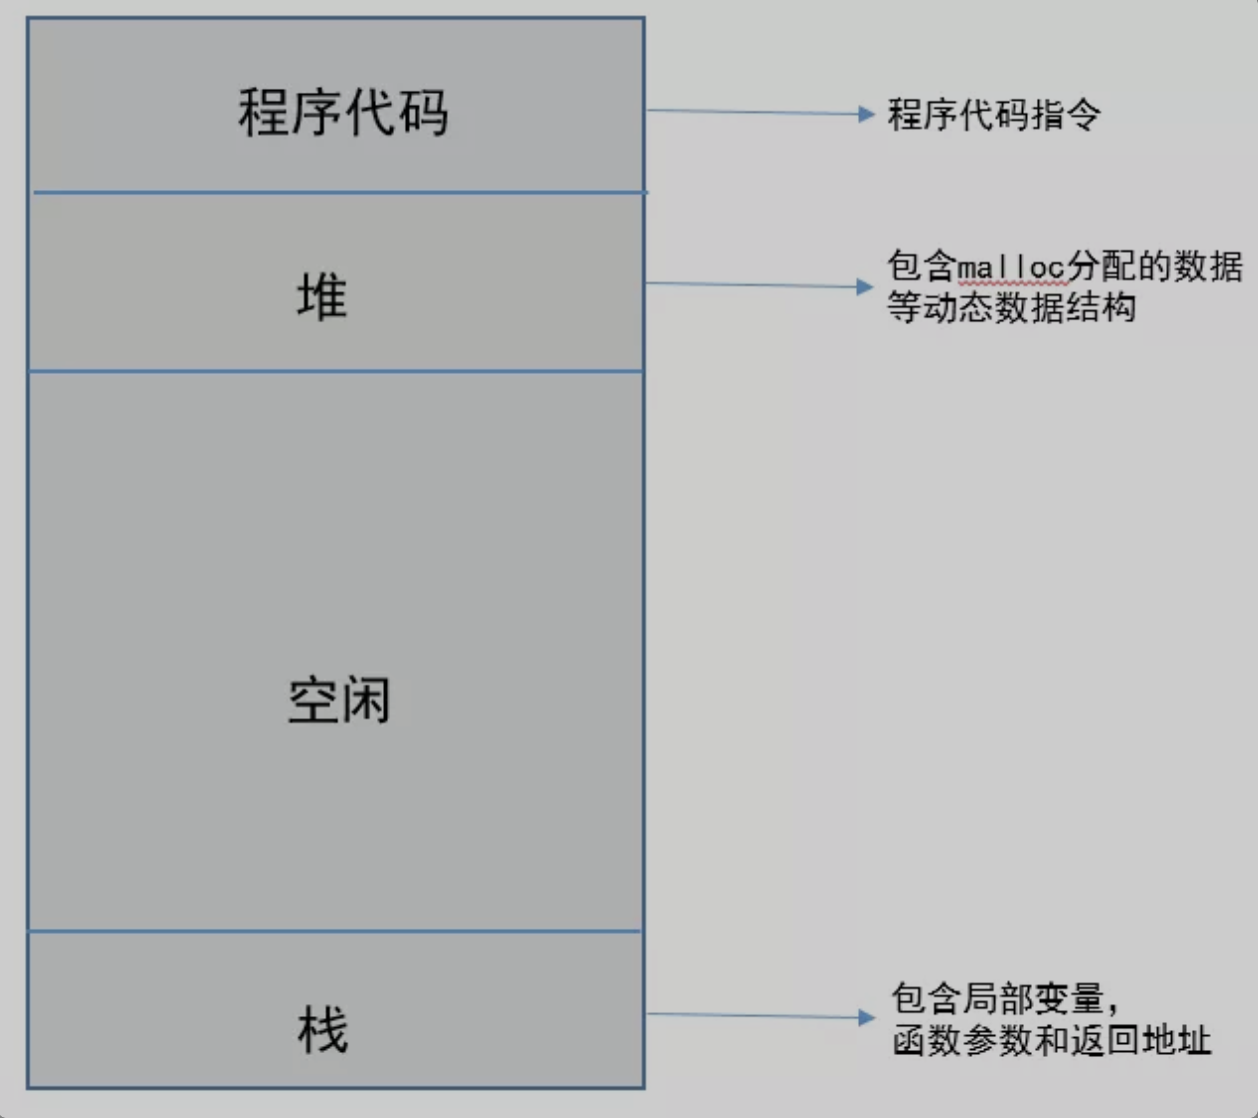 程序代码
程序代码指令
堆
包含malloc分配的数据
等动态数据结构
空闲
栈
包含局部变量，
函数参数和返回地址